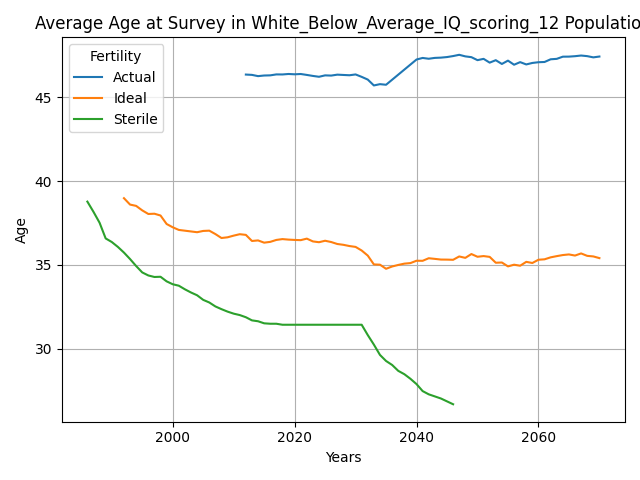 Average Age at Survey in White_Below_Average_IQ_scoring_12 Populatio
Fertility
Actual
Ideal
Sterile
45
40
35
30
Age
2000 2020 2040 2060
Years